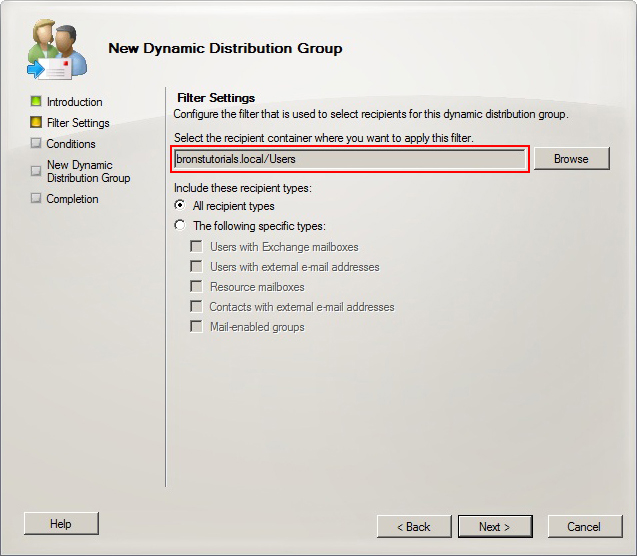 New Dynamic Distribution Group
Introduction
Filter Settings
Conditions
New Dynamic
Distribution Group
Completion
Filter Settings
Configure the filter that is used to select recipients for this dynamic distribution group.
Select the recipient container where you want to apply this filter.
bronstutorials.local/Users
Browse
Include these recipient types:
All recipient types
The following specific types:
Users with Exchange mailboxes
Users with external e-mail addresses
Resource mailboxes
Contacts with external e-mail addresses
Mail-enabled groups
Help
< Back
Next >
Cancel